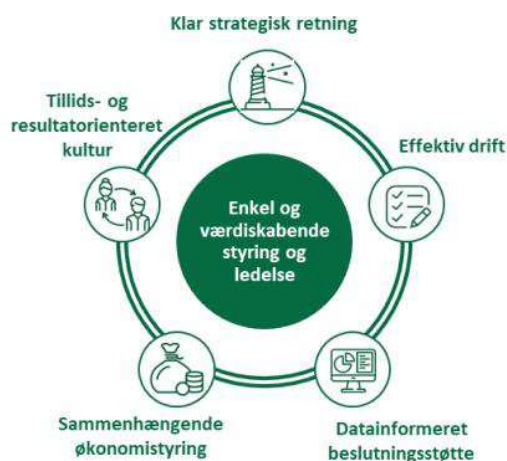 Klar strategisk retning
Tillids- og
resultatorienteret
kultur
Effektiv drift
Enkel og
værdiskabende
styring og
ledelse
Sammenhængende
økonomistyring
Datainformeret
beslutningsstøtte